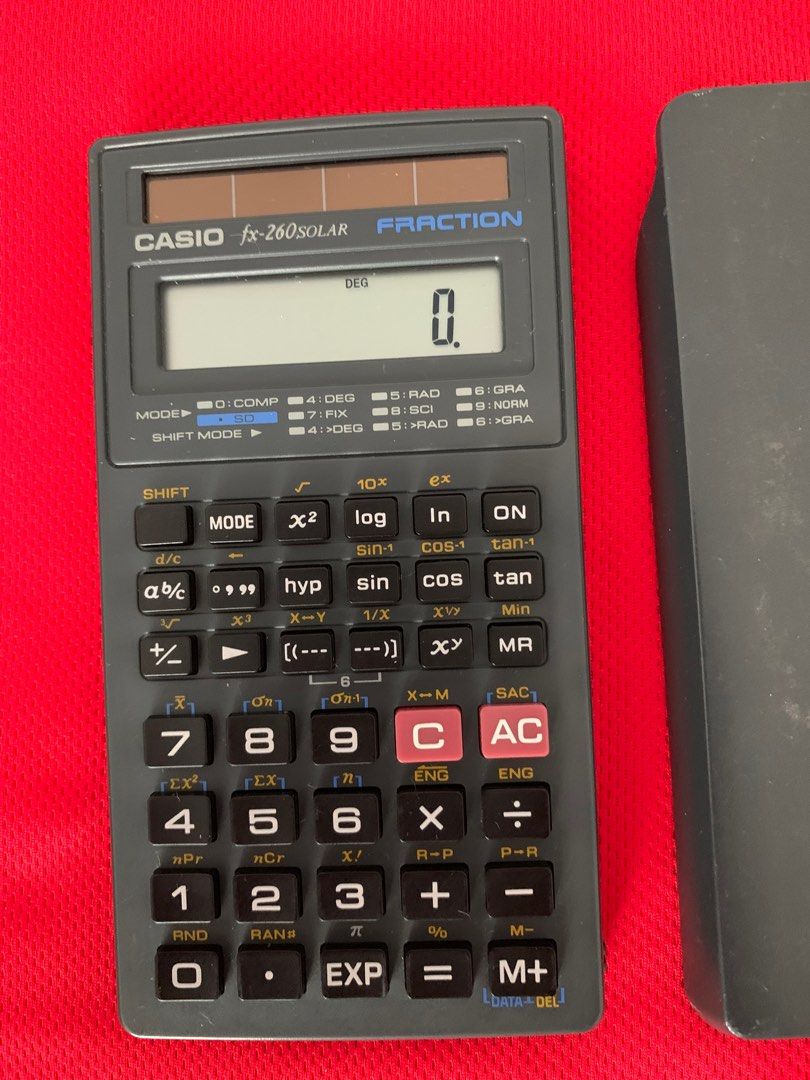 CASIO fx-260SOLAR FRACTION
DEG
0.
MODE▶ 0:COMP 4:DEG 5:RAD 6:GRA
· SD 7:FIX 8:SCI 9:NORM
SHIFT MODE ▶ 4:>DEG 5:>RAD 6:>GRA
SHIFT √ 10ˣ eˣ
MODE x² log ln ON
d/c ← sin⁻¹ cos⁻¹ tan⁻¹
a b/c °,,, hyp sin cos tan
³√ x³ X↔Y 1/x x¹/ʸ Min
+/− ▶ [(--- ---)] xʸ MR
6
x̄ σn σn-1 X↔M SAC
7 8 9 C AC
Σx² Σx n ←ENG ENG
4 5 6 × ÷
nPr nCr x! R→P P→R
1 2 3 + −
RND RAN# π % M−
0 · EXP = M+
DATA DEL